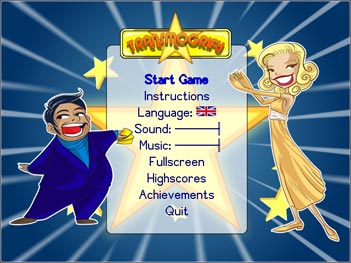 TRANSMOGRIFY
Start Game
Instructions
Language:
Sound:
Music:
Fullscreen
Highscores
Achievements
Quit